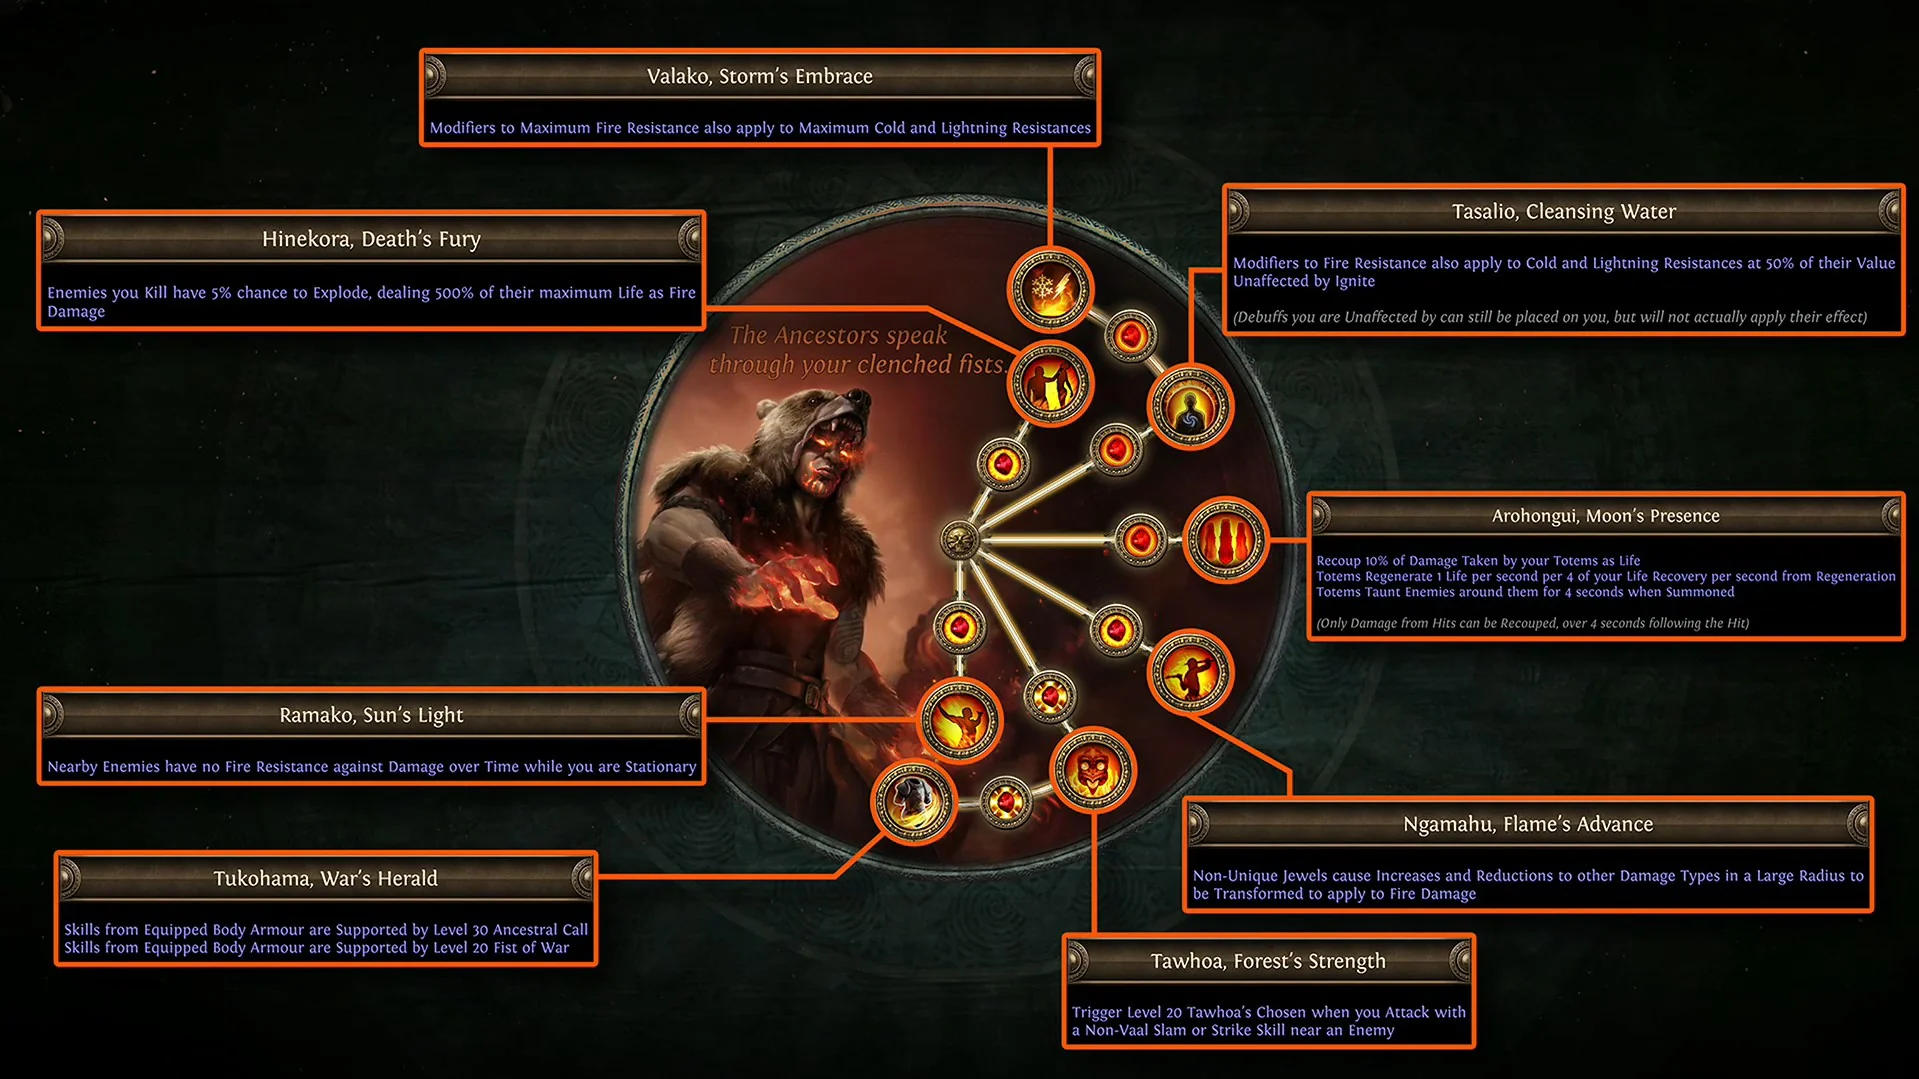 Valako, Storm's Embrace
Modifiers to Maximum Fire Resistance also apply to Maximum Cold and Lightning Resistances
Hinekora, Death's Fury
Enemies you Kill have 5% chance to Explode, dealing 500% of their maximum Life as Fire
Damage
Tasalio, Cleansing Water
Modifiers to Fire Resistance also apply to Cold and Lightning Resistances at 50% of their Value
Unaffected by Ignite
(Debuffs you are Unaffected by can still be placed on you, but will not actually apply their effect)
The Ancestors speak
through your clenched fists.
Arohongui, Moon's Presence
Recoup 10% of Damage Taken by your Totems as Life
Totems Regenerate 1 Life per second per 4 of your Life Recovery per second from Regeneration
Totems Taunt Enemies around them for 4 seconds when Summoned
(Only Damage from Hits can be Recouped, over 4 seconds following the Hit)
Ramako, Sun's Light
Nearby Enemies have no Fire Resistance against Damage over Time while you are Stationary
Ngamahu, Flame's Advance
Non-Unique Jewels cause Increases and Reductions to other Damage Types in a Large Radius to
be Transformed to apply to Fire Damage
Tukohama, War's Herald
Skills from Equipped Body Armour are Supported by Level 30 Ancestral Call
Skills from Equipped Body Armour are Supported by Level 20 Fist of War
Tawhoa, Forest's Strength
Trigger Level 20 Tawhoa's Chosen when you Attack with
a Non-Vaal Slam or Strike Skill near an Enemy